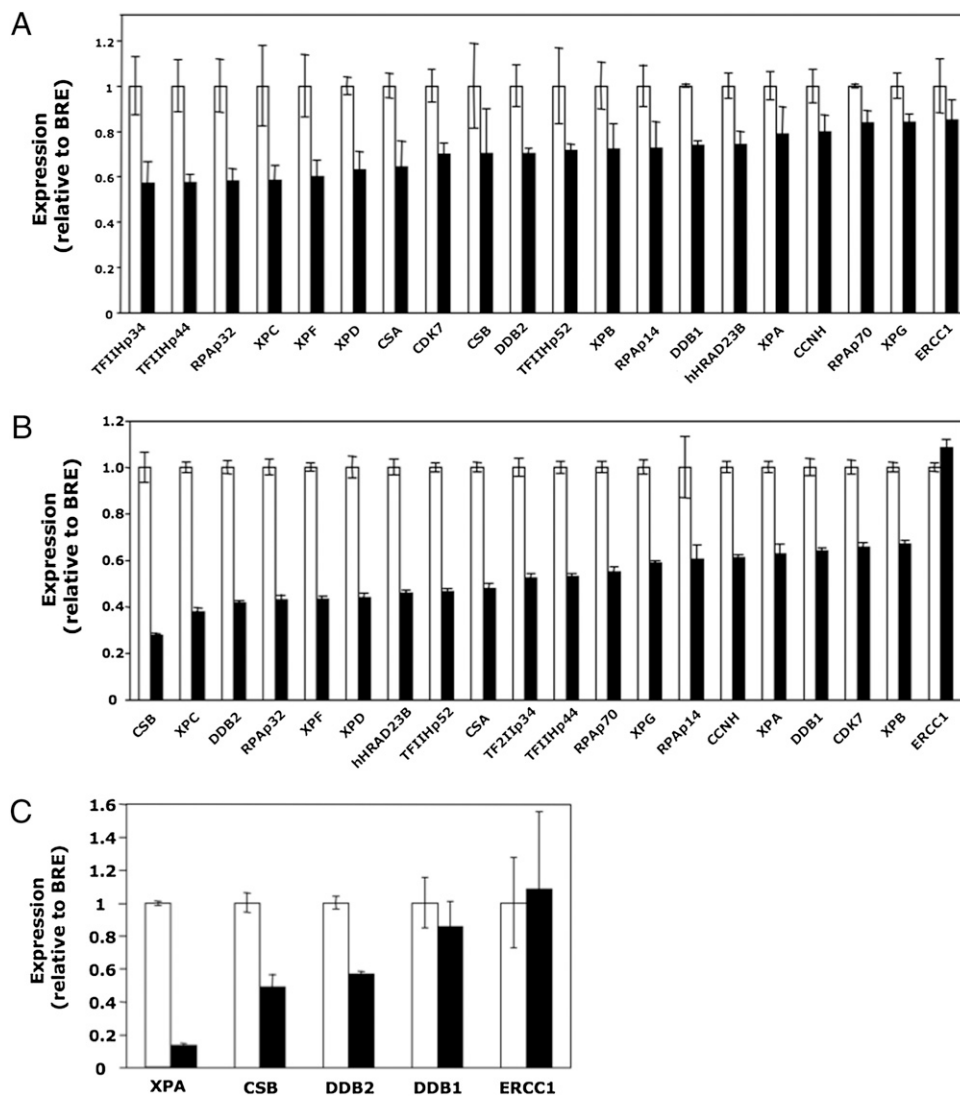 A
Expression
(relative to BRE)
1.2
1
0.8
0.6
0.4
0.2
0
TFIIHp34 TFIIHp44 RPAp32 XPC XPF XPD CSA CDK7 CSB DDB2 TFIIHp52 XPB RPAp14 DDB1 hHRAD23B XPA CCNH RPAp70 XPG ERCC1
B
Expression
(relative to BRE)
1.2
1.0
0.8
0.6
0.4
0.2
0
CSB XPC DDB2 RPAp32 XPF XPD hHRAD23B TFIIHp52 CSA TF2IIp34 TFIIHp44 RPAp70 XPG RPAp14 CCNH XPA DDB1 CDK7 XPB ERCC1
C
Expression
(relative to BRE)
1.6
1.4
1.2
1
0.8
0.6
0.4
0.2
0
XPA CSB DDB2 DDB1 ERCC1